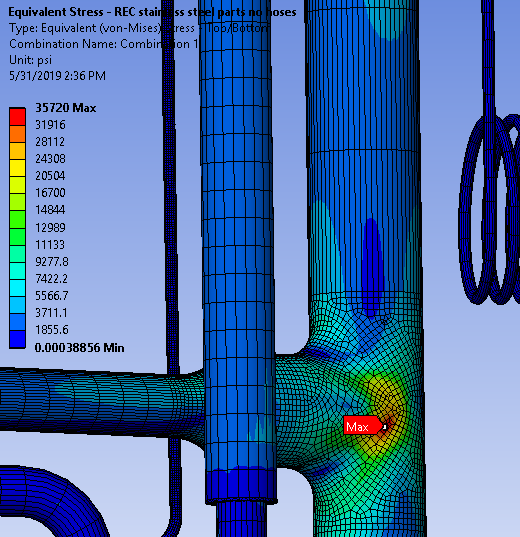 Equivalent Stress - REC stainless steel parts no hoses
Type: Equivalent (von-Mises) Stress - Top/Bottom
Combination Name: Combination 1
Unit: psi
5/31/2019 2:36 PM
35720 Max
31916
28112
24308
20504
16700
14844
12989
11133
9277.8
7422.2
5566.7
3711.1
1855.6
0.00038856 Min
Max